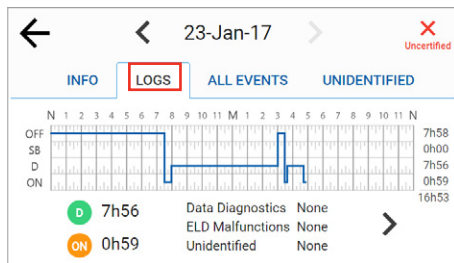 23-Jan-17
Uncertified
INFO LOGS ALL EVENTS UNIDENTIFIED
N 1 2 3 4 5 6 7 8 9 10 11 M 1 2 3 4 5 6 7 8 9 10 11 N
OFF 7h58
SB 0h00
D 7h56
ON 0h59
16h53
D 7h56 Data Diagnostics None
ELD Malfunctions None
ON 0h59 Unidentified None